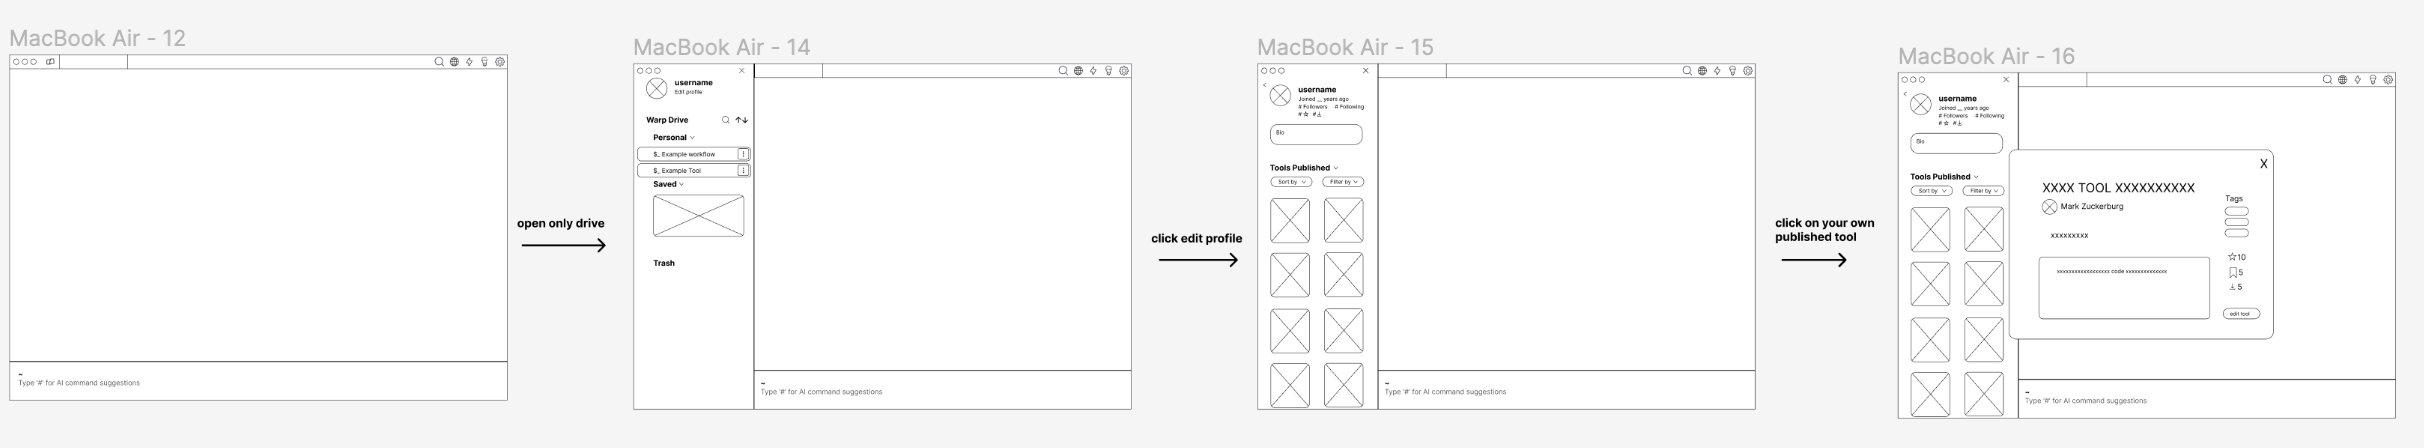 MacBook Air - 12
~
Type '#' for AI command suggestions
open only drive
MacBook Air - 14
username
Edit profile
Warp Drive
Personal
$_ Example workflow
$_ Example Tool
Saved
Trash
~
Type '#' for AI command suggestions
click edit profile
MacBook Air - 15
username
Joined __ years ago
# Followers # Following
# #
Bio
Tools Published
Sort by Filter by
~
Type '#' for AI command suggestions
click on your own
published tool
MacBook Air - 16
username
Joined __ years ago
# Followers # Following
# #
Bio
Tools Published
Sort by Filter by
X
XXXX TOOL XXXXXXXXXX
Mark Zuckerburg
xxxxxxxxx
Tags
10
5
5
edit tool
~
Type '#' for AI command suggestions